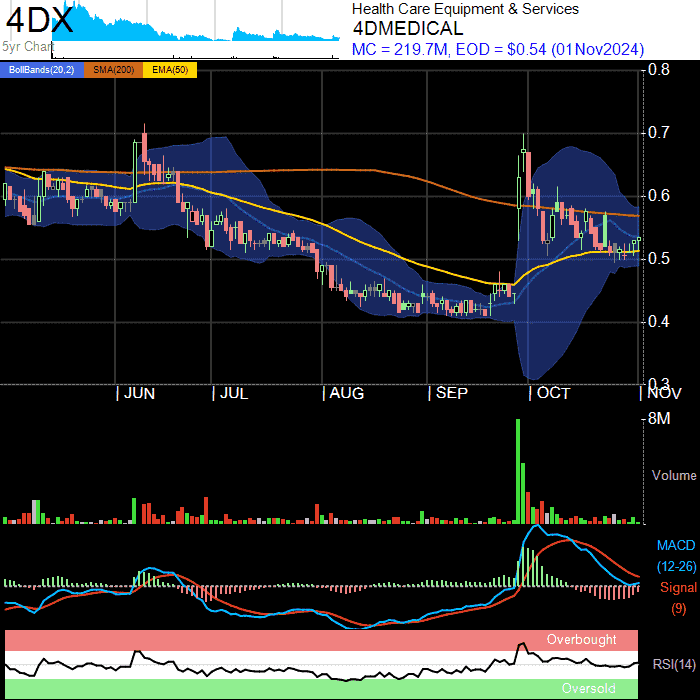 4DX
5yr Chart
Health Care Equipment & Services
4DMEDICAL
MC = 219.7M, EOD = $0.54 (01Nov2024)
BollBands(20,2) SMA(200) EMA(50)
0.8
0.7
0.6
0.5
0.4
0.3
JUN JUL AUG SEP OCT NOV
8M
Volume
MACD
(12-26)
Signal
(9)
Overbought
RSI(14)
Oversold